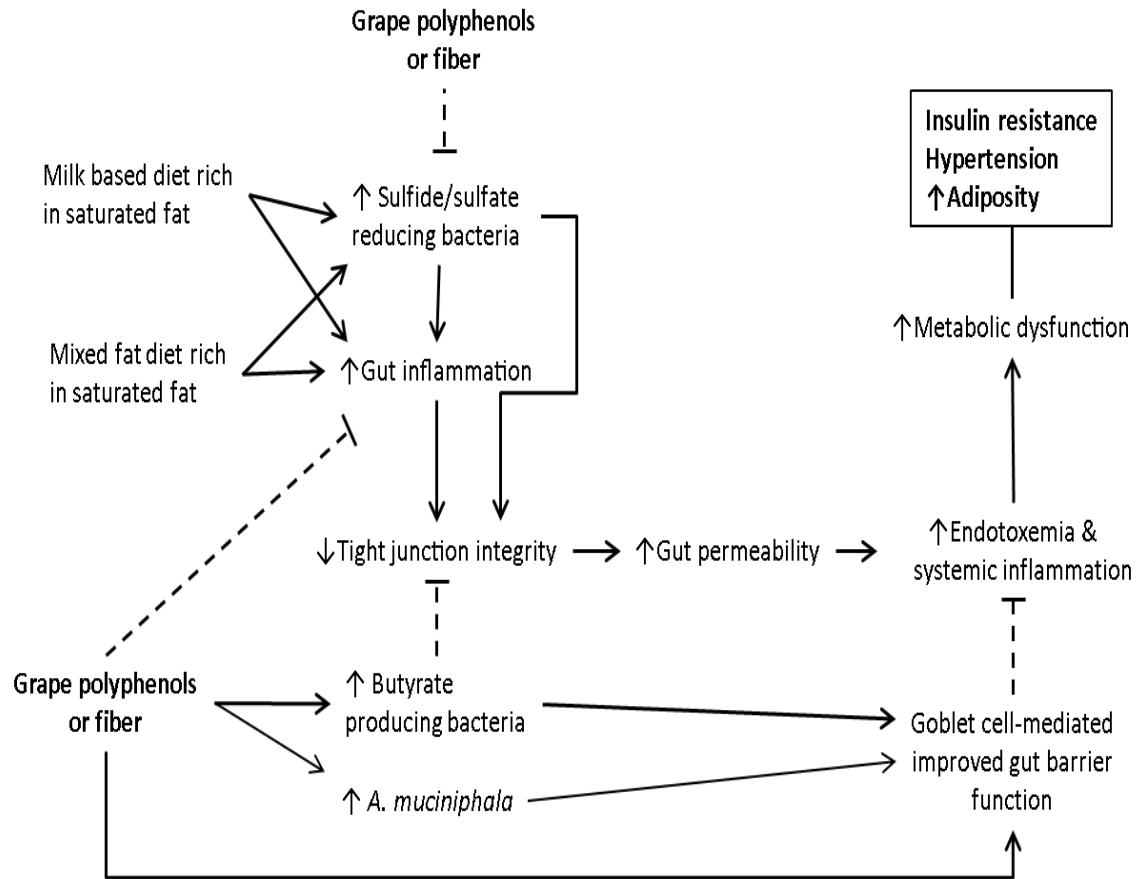 Grape polyphenols
or fiber
Insulin resistance
Hypertension
↑Adiposity
Milk based diet rich
in saturated fat
↑ Sulfide/sulfate
reducing bacteria
↑Metabolic dysfunction
Mixed fat diet rich
in saturated fat
↑Gut inflammation
↓Tight junction integrity
↑Gut permeability
↑Endotoxemia &
systemic inflammation
Grape polyphenols
or fiber
↑ Butyrate
producing bacteria
Goblet cell-mediated
improved gut barrier
function
↑ A. muciniphala